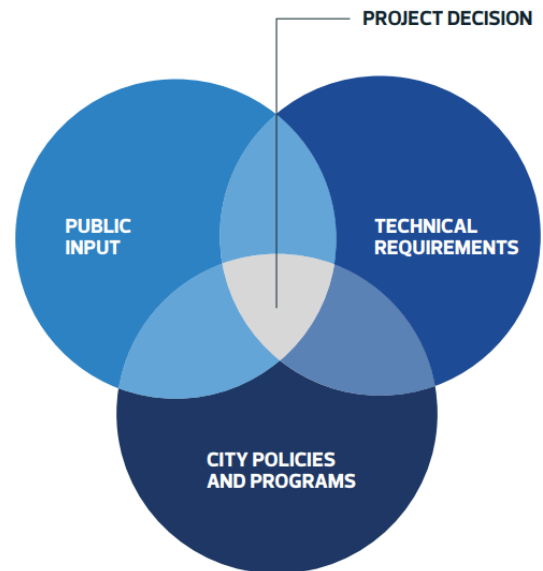 PROJECT DECISION
PUBLIC
INPUT
TECHNICAL
REQUIREMENTS
CITY POLICIES
AND PROGRAMS